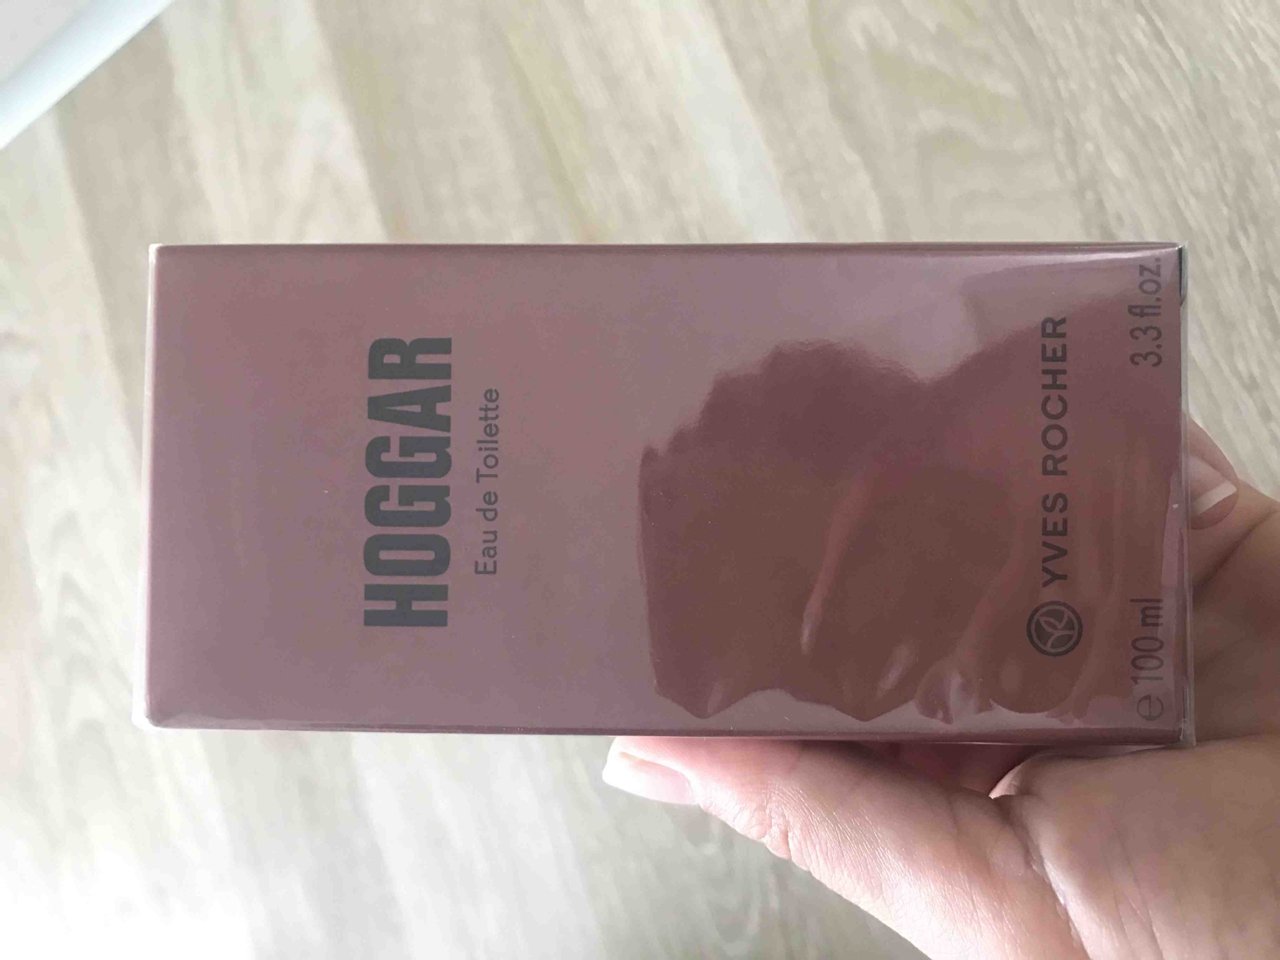 HOGGAR
Eau de Toilette
YVES ROCHER
℮ 100 ml 3.3 fl.oz.